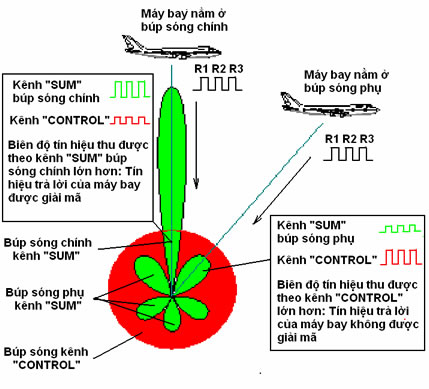 Máy bay nằm ở
búp sóng chính
R1 R2 R3
Máy bay nằm ở
búp sóng phụ
R1 R2 R3
Kênh "SUM"
búp sóng chính
Kênh "CONTROL"
Biên độ tín hiệu thu được
theo kênh "SUM" búp
sóng chính lớn hơn: Tín
hiệu trả lời của máy bay
được giải mã
Búp sóng chính
kênh "SUM"
Búp sóng phụ
kênh "SUM"
Búp sóng kênh
"CONTROL"
Kênh "SUM"
búp sóng phụ
Kênh "CONTROL"
Biên độ tín hiệu thu được
theo kênh "CONTROL"
lớn hơn: Tín hiệu trả lời
của máy bay không được
giải mã